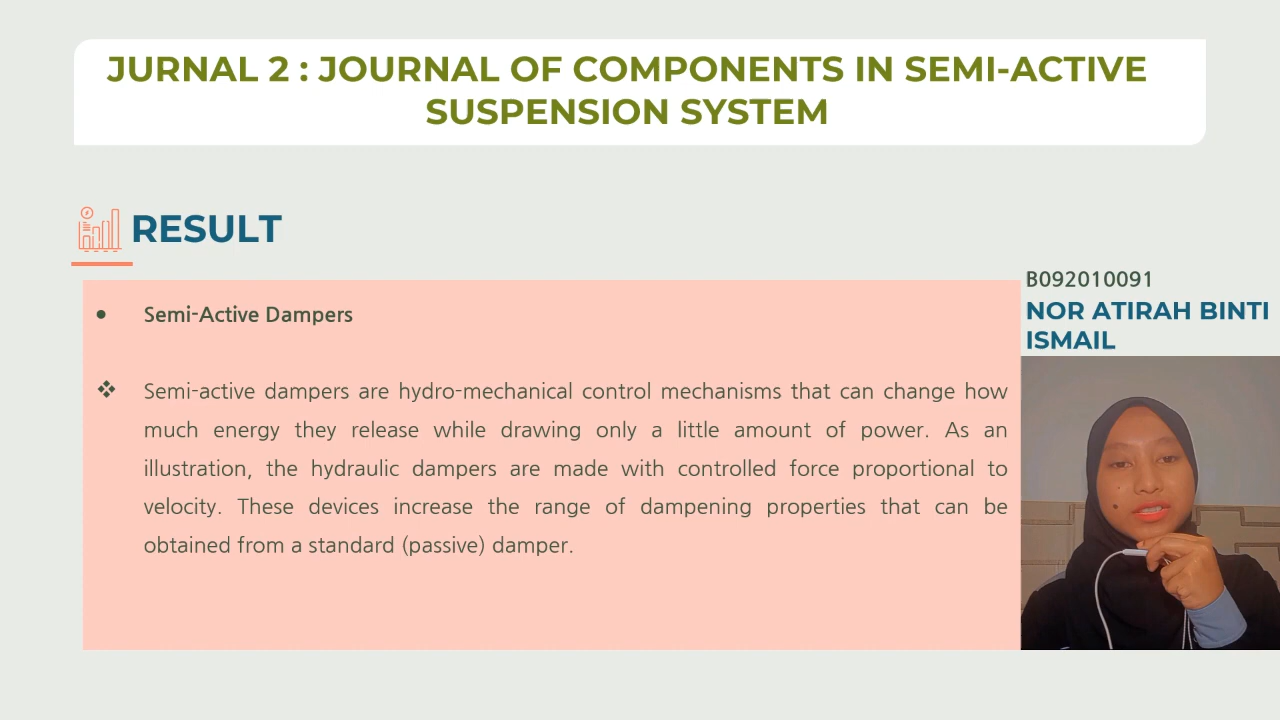 JURNAL 2 : JOURNAL OF COMPONENTS IN SEMI-ACTIVE
SUSPENSION SYSTEM
RESULT
B092010091
NOR ATIRAH BINTI
ISMAIL
• Semi-Active Dampers
❖ Semi-active dampers are hydro-mechanical control mechanisms that can change how
much energy they release while drawing only a little amount of power. As an
illustration, the hydraulic dampers are made with controlled force proportional to
velocity. These devices increase the range of dampening properties that can be
obtained from a standard (passive) damper.